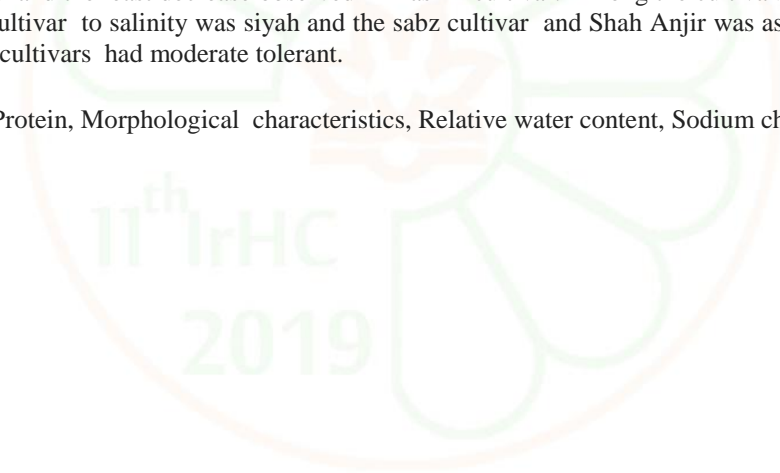 cultivar to salinity was siyah and the sabz cultivar and Shah Anjir was as
cultivars had moderate tolerant.
Protein, Morphological characteristics, Relative water content, Sodium ch
11th IrHC
2019